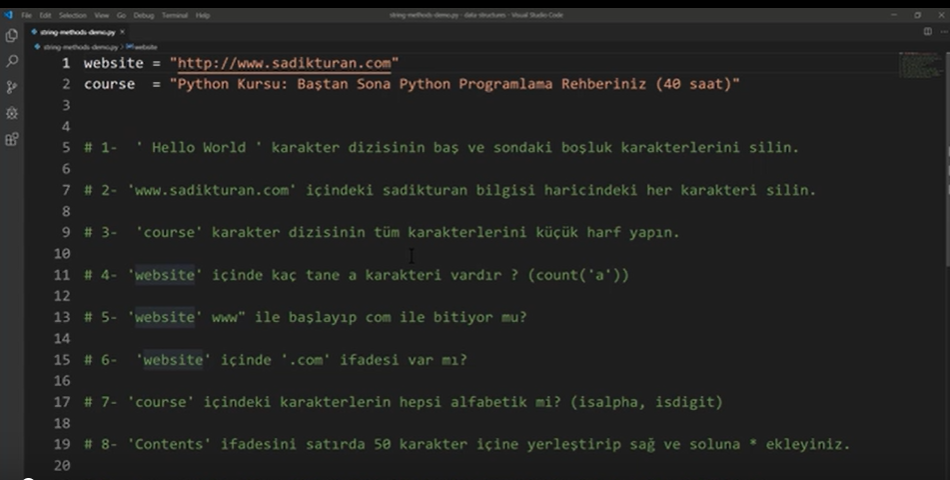 File Edit Selection View Go Debug Terminal Help string-methods-demo.py - data structures - Visual Studio Code
string-methods-demo.py ×
string-methods-demo.py > website
1 website = "http://www.sadikturan.com"
2 course = "Python Kursu: Baştan Sona Python Programlama Rehberiniz (40 saat)"
3
4
5 # 1- ' Hello World ' karakter dizisinin baş ve sondaki boşluk karakterlerini silin.
6
7 # 2- 'www.sadikturan.com' içindeki sadikturan bilgisi haricindeki her karakteri silin.
8
9 # 3- 'course' karakter dizisinin tüm karakterlerini küçük harf yapın.
10
11 # 4- 'website' içinde kaç tane a karakteri vardır ? (count('a'))
12
13 # 5- 'website' www" ile başlayıp com ile bitiyor mu?
14
15 # 6- 'website' içinde '.com' ifadesi var mı?
16
17 # 7- 'course' içindeki karakterlerin hepsi alfabetik mi? (isalpha, isdigit)
18
19 # 8- 'Contents' ifadesini satırda 50 karakter içine yerleştirip sağ ve soluna * ekleyiniz.
20